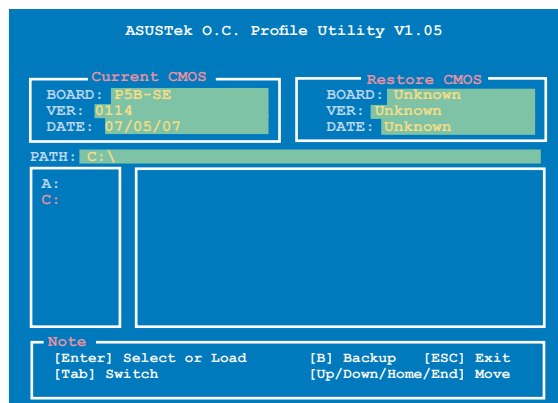 ASUSTek O.C. Profile Utility V1.05
Current CMOS
BOARD: P5B-SE
VER: 0114
DATE: 07/05/07
Restore CMOS
BOARD: Unknown
VER: Unknown
DATE: Unknown
PATH: C:\
A:
C:
Note
[Enter] Select or Load [B] Backup [ESC] Exit
[Tab] Switch [Up/Down/Home/End] Move